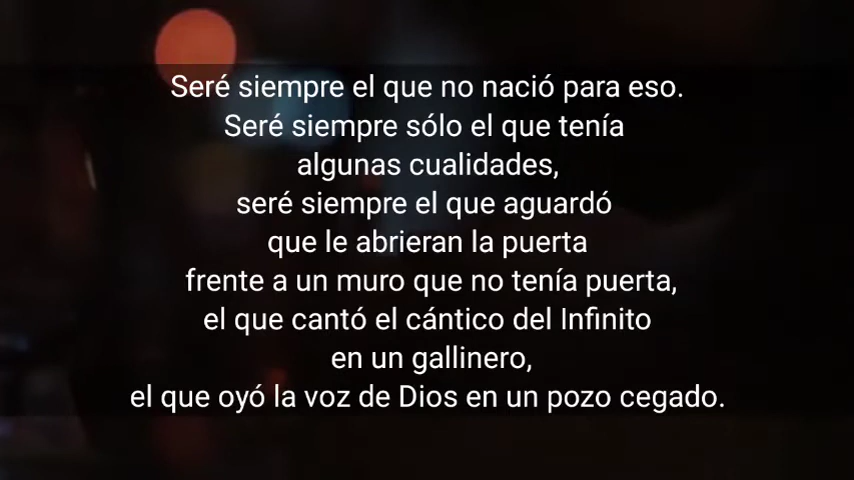 Seré siempre el que no nació para eso.
Seré siempre sólo el que tenía
algunas cualidades,
seré siempre el que aguardó
que le abrieran la puerta
frente a un muro que no tenía puerta,
el que cantó el cántico del Infinito
en un gallinero,
el que oyó la voz de Dios en un pozo cegado.